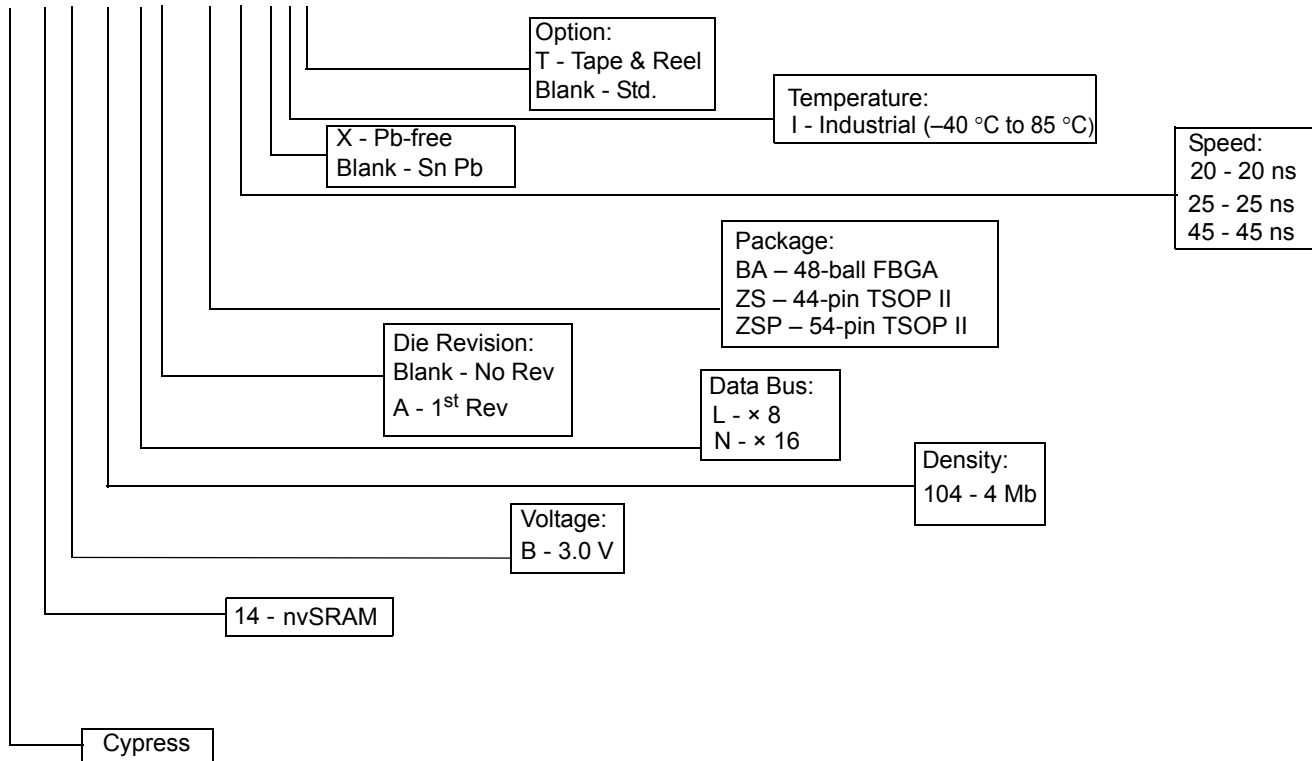 Option:
T - Tape & Reel
Blank - Std.
Temperature:
I - Industrial (–40 °C to 85 °C)
X - Pb-free
Blank - Sn Pb
Speed:
20 - 20 ns
25 - 25 ns
45 - 45 ns
Package:
BA – 48-ball FBGA
ZS – 44-pin TSOP II
ZSP – 54-pin TSOP II
Die Revision:
Blank - No Rev
A - 1st Rev
Data Bus:
L - × 8
N - × 16
Density:
104 - 4 Mb
Voltage:
B - 3.0 V
14 - nvSRAM
Cypress